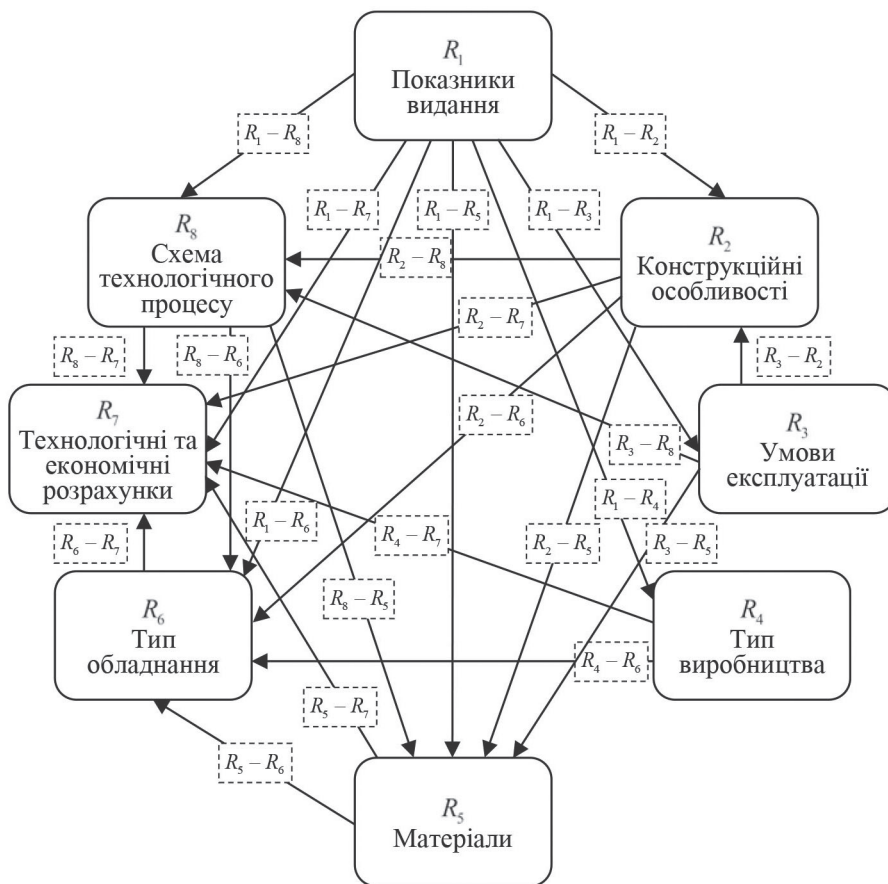 R₁
Показники
видання
R₁ – R₈
R₁ – R₂
R₁ – R₇
R₁ – R₅
R₁ – R₃
R₈
Схема
технологічного
процесу
R₂ – R₈
R₂
Конструкційні
особливості
R₂ – R₇
R₈ – R₇
R₈ – R₆
R₃ – R₂
R₇
Технологічні та
економічні
розрахунки
R₂ – R₆
R₃ – R₈
R₃
Умови
експлуатації
R₁ – R₄
R₁ – R₆
R₄ – R₇
R₂ – R₅
R₃ – R₅
R₆ – R₇
R₆
Тип
обладнання
R₈ – R₅
R₄ – R₆
R₄
Тип
виробництва
R₅ – R₇
R₅ – R₆
R₅
Матеріали